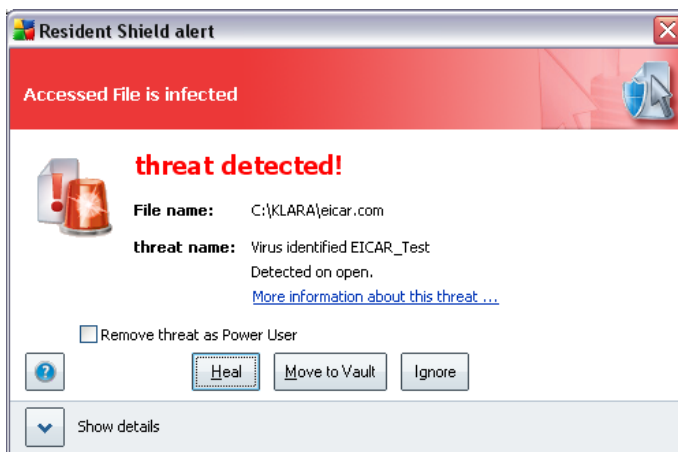 Resident Shield alert
Accessed File is infected
threat detected!
File name: C:\KLARA\eicar.com
threat name: Virus identified EICAR_Test
Detected on open.
More information about this threat ...
Remove threat as Power User
Heal Move to Vault Ignore
Show details